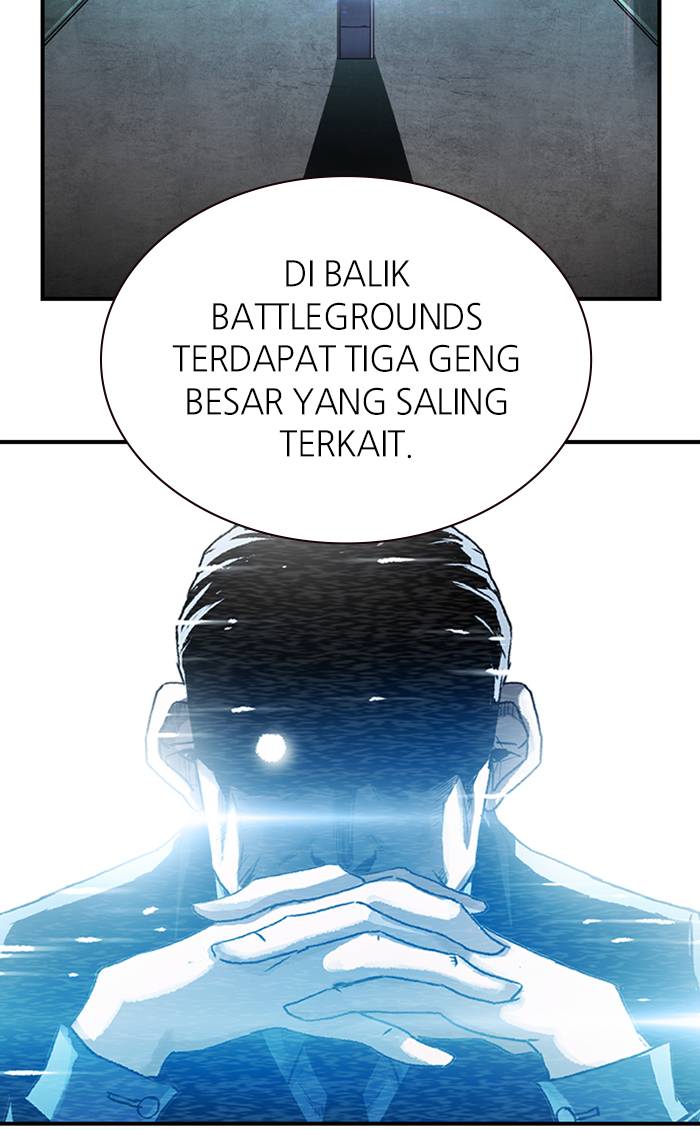 DI BALIK
BATTLEGROUNDS
TERDAPAT TIGA GENG
BESAR YANG SALING
TERKAIT.